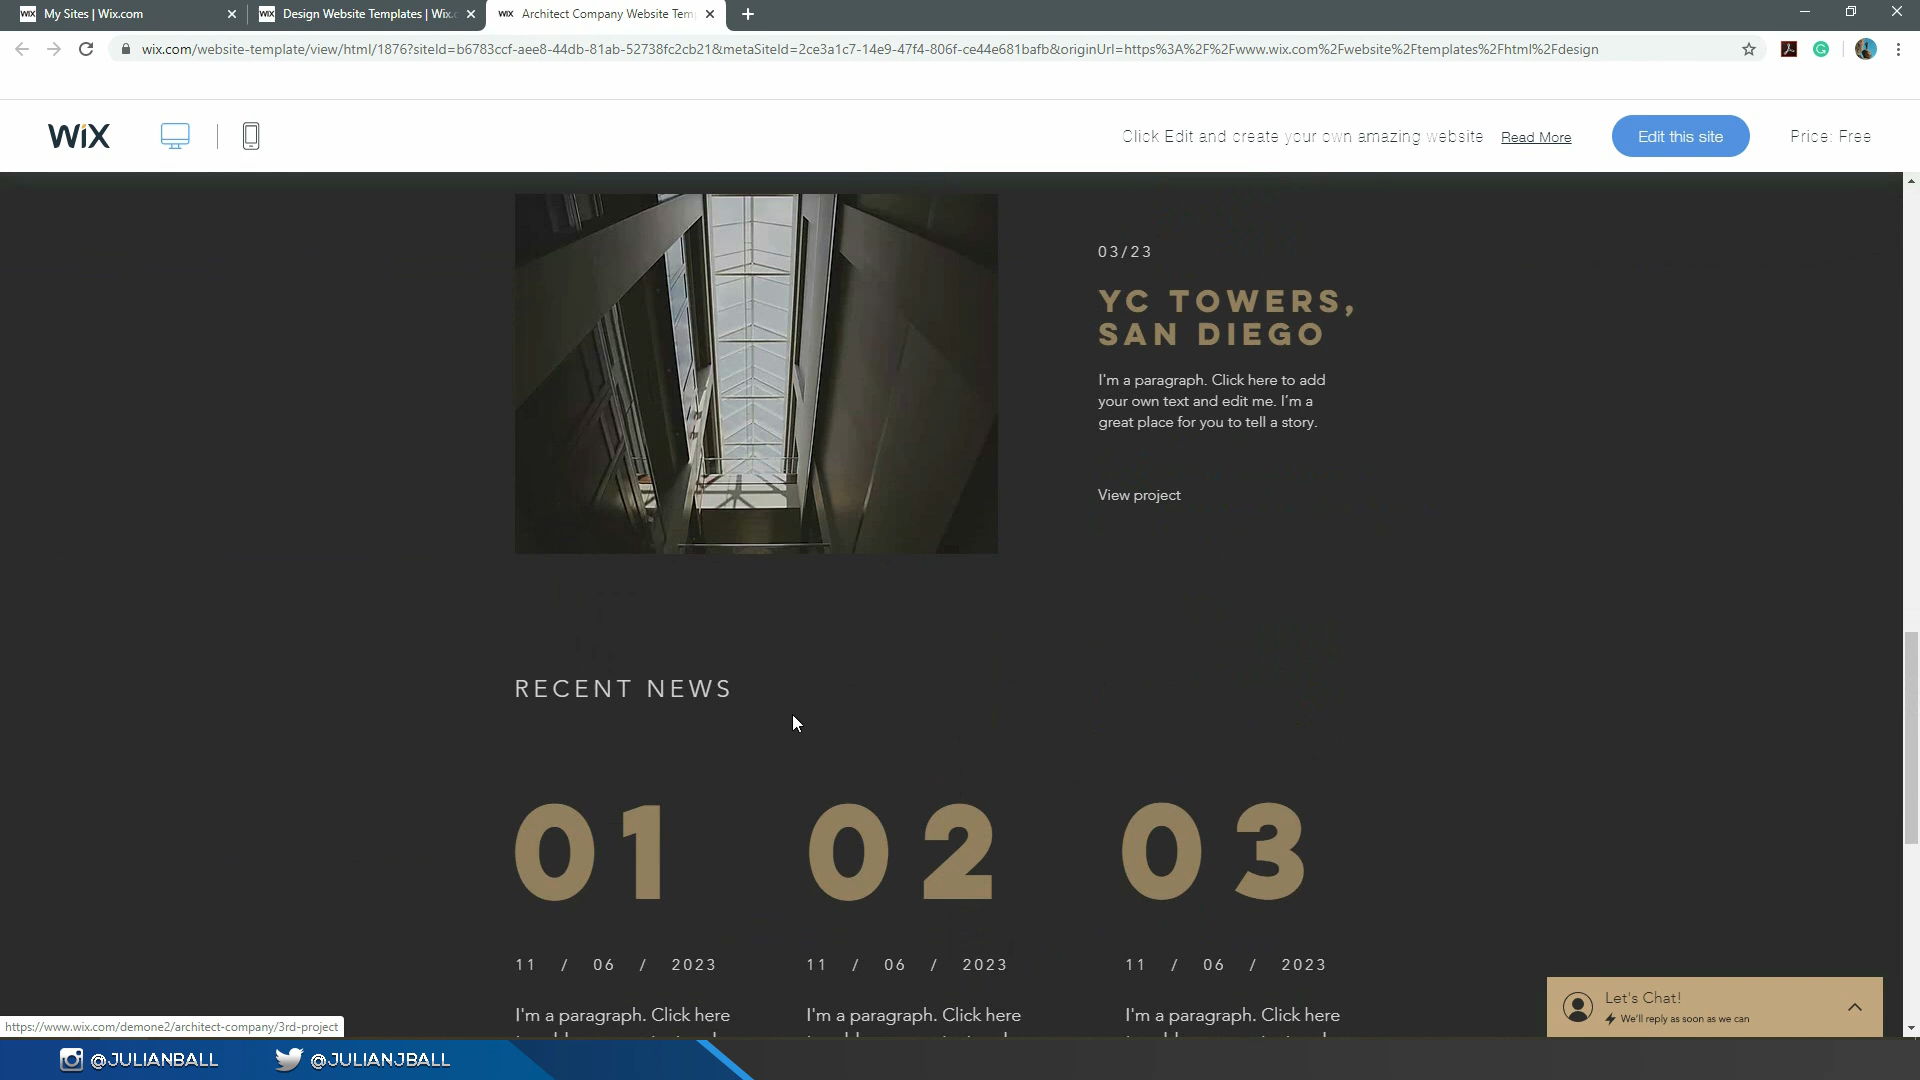 WiX My Sites | Wix.com
WiX Design Website Templates | Wix.c
WiX Architect Company Website Tem
wix.com/website-template/view/html/1876?siteId=b6783ccf-aee8-44db-81ab-52738fc2cb21&metaSiteId=2ce3a1c7-14e9-47f4-806f-ce44e681bafb&originUrl=https%3A%2F%2Fwww.wix.com%2Fwebsite%2Ftemplates%2Fhtml%2Fdesign
WiX
Click Edit and create your own amazing website Read More
Edit this site
Price: Free
03/23
YC TOWERS,
SAN DIEGO
I'm a paragraph. Click here to add
your own text and edit me. I'm a
great place for you to tell a story.
View project
RECENT NEWS
01 02 03
11 / 06 / 2023 11 / 06 / 2023 11 / 06 / 2023
I'm a paragraph. Click here I'm a paragraph. Click here I'm a paragraph. Click here
Let's Chat!
We'll reply as soon as we can
https://www.wix.com/demone2/architect-company/3rd-project
@JULIANBALL @JULIANJBALL